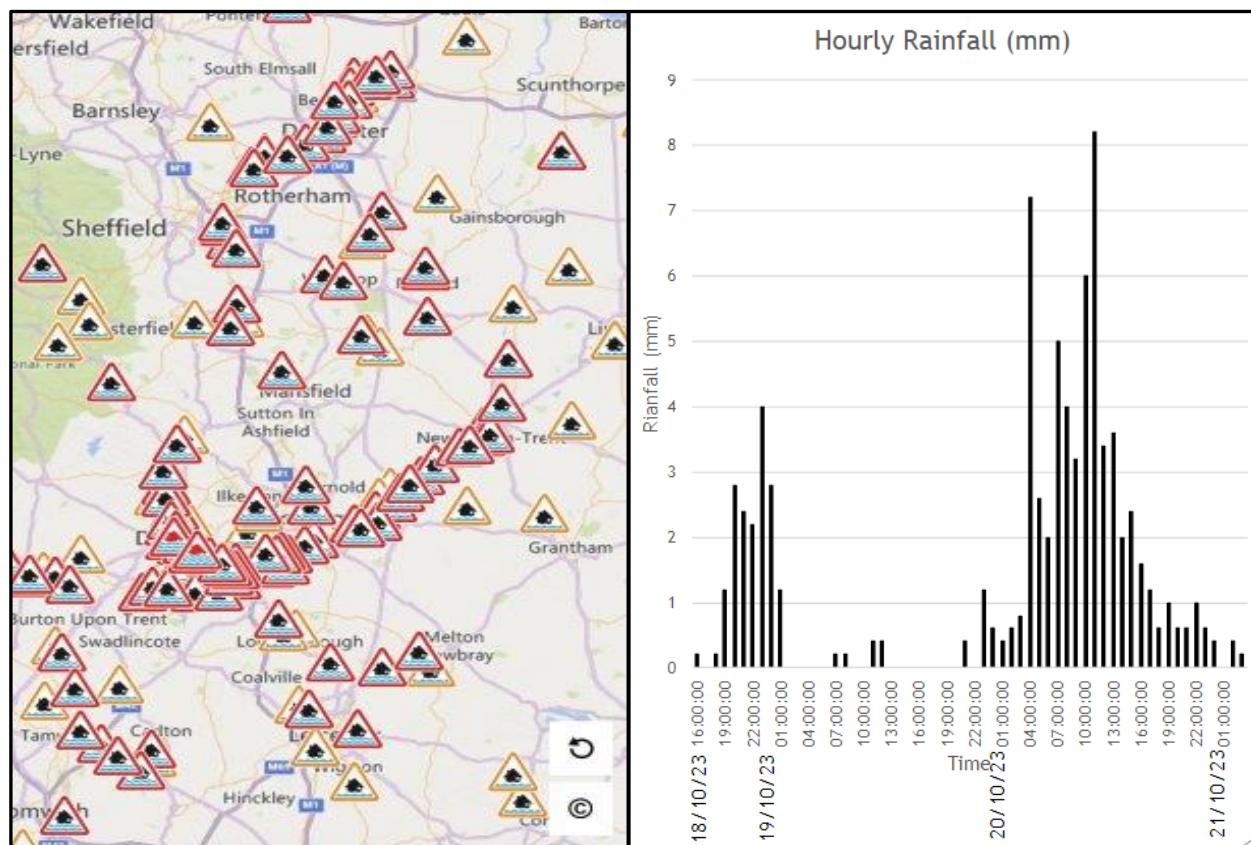 Wakefield
Barto
ersfield
South Elmsall
Scunthorpe
Barnsley
-Lyne
M1
Rotherham
Gainsborough
Sheffield
M1
Mansfield
Sutton In
Ashfield
M1
Grantham
Burton Upon Trent
Swadlincote
Melton
Coalville
Hinckley
M1
Hourly Rainfall (mm)
9
8
7
6
5
4
3
2
1
0
Rianfall (mm)
16:00:00
19:00:00
22:00:00
01:00:00
04:00:00
07:00:00
10:00:00
13:00:00
16:00:00
19:00:00
22:00:00
01:00:00
04:00:00
07:00:00
10:00:00
13:00:00
16:00:00
19:00:00
22:00:00
01:00:00
Time
18/10/23
19/10/23
20/10/23
21/10/23
©